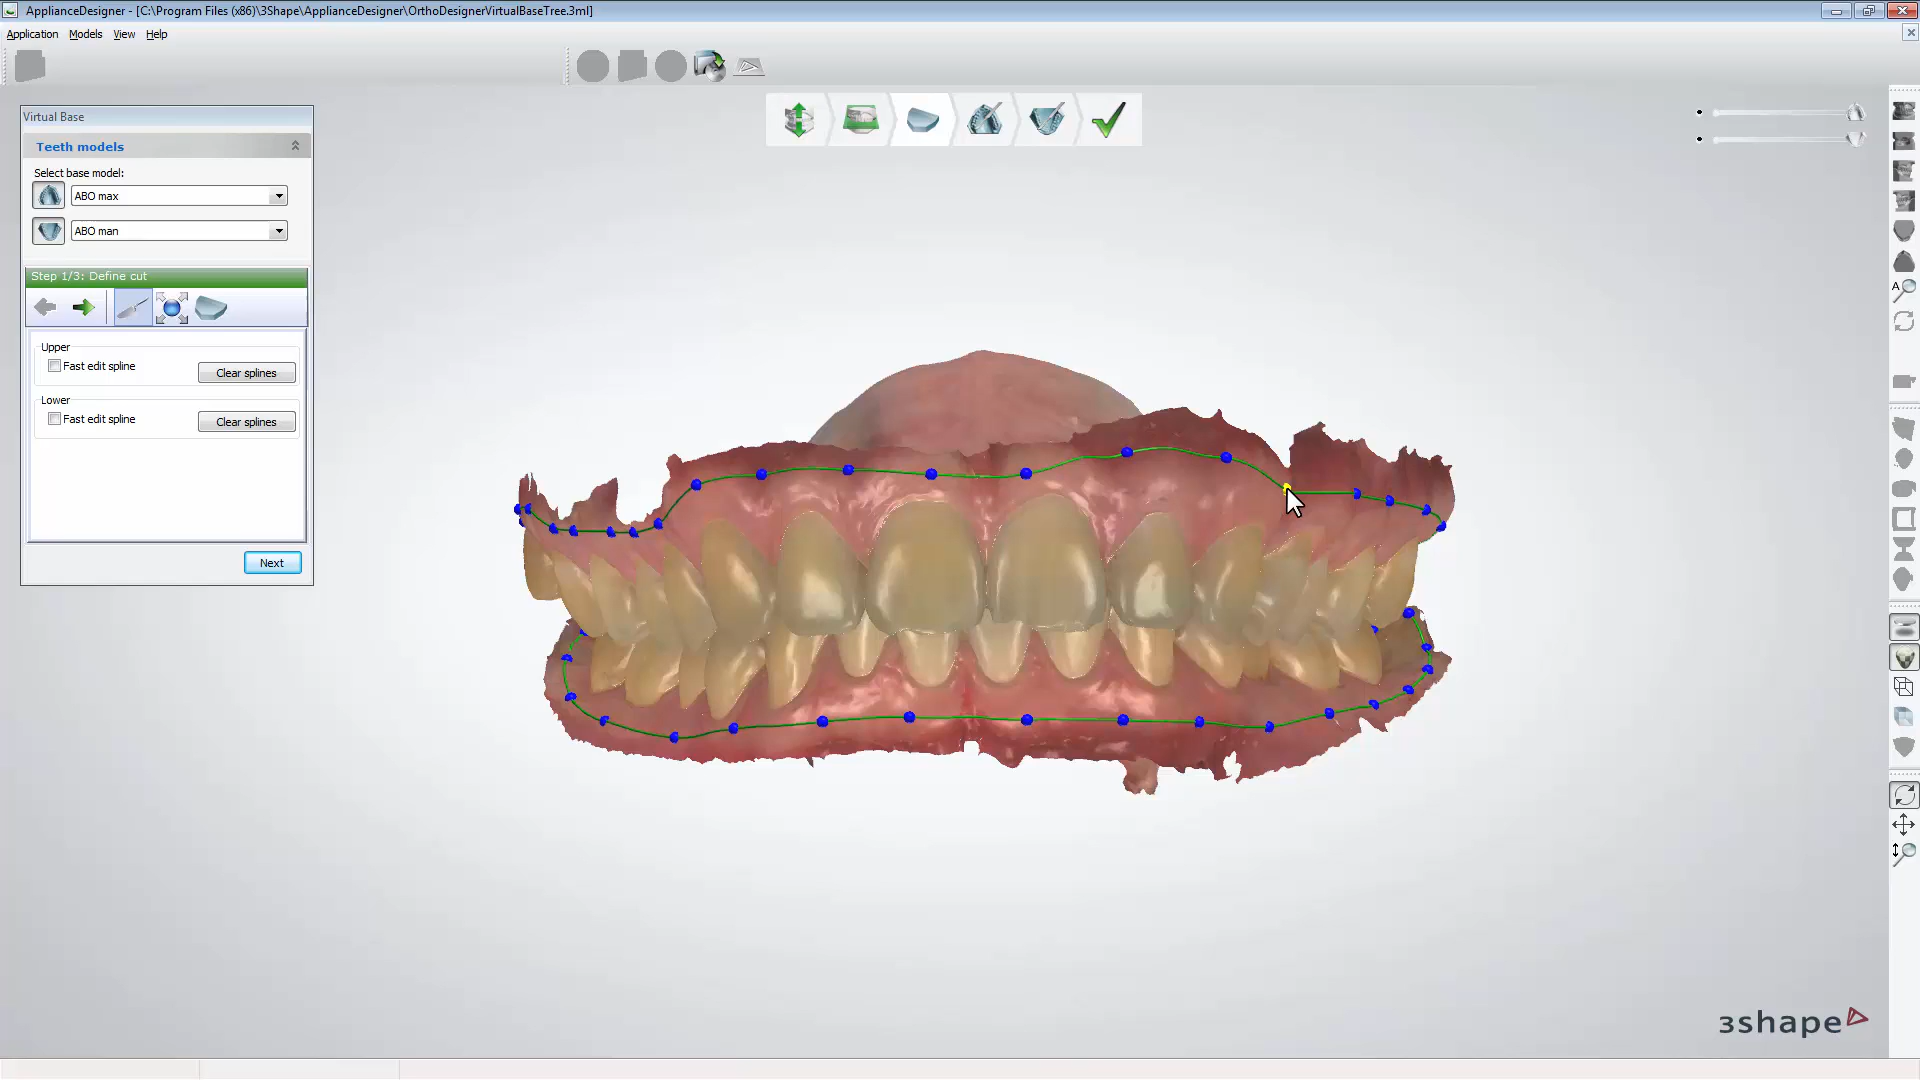 ApplianceDesigner - [C:\Program Files (x86)\3Shape\ApplianceDesigner\OrthoDesignerVirtualBaseTree.3ml]
Application Models View Help
Virtual Base
Teeth models
Select base model:
ABO max
ABO man
Step 1/3: Define cut
Upper
Fast edit spline
Clear splines
Lower
Fast edit spline
Clear splines
Next
A
3shape